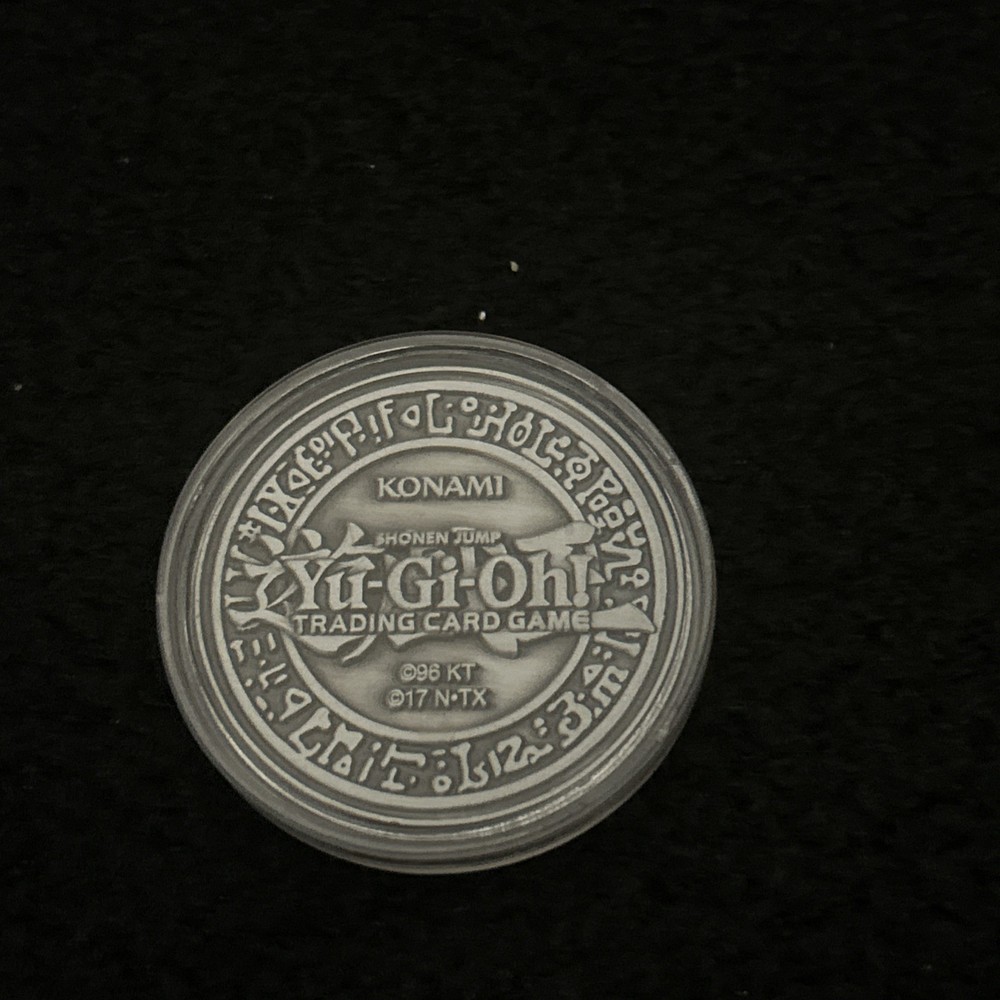 KONAMI
SHONEN JUMP
Yu-Gi-Oh!
TRADING CARD GAME
©96 KT
©17 N•TX